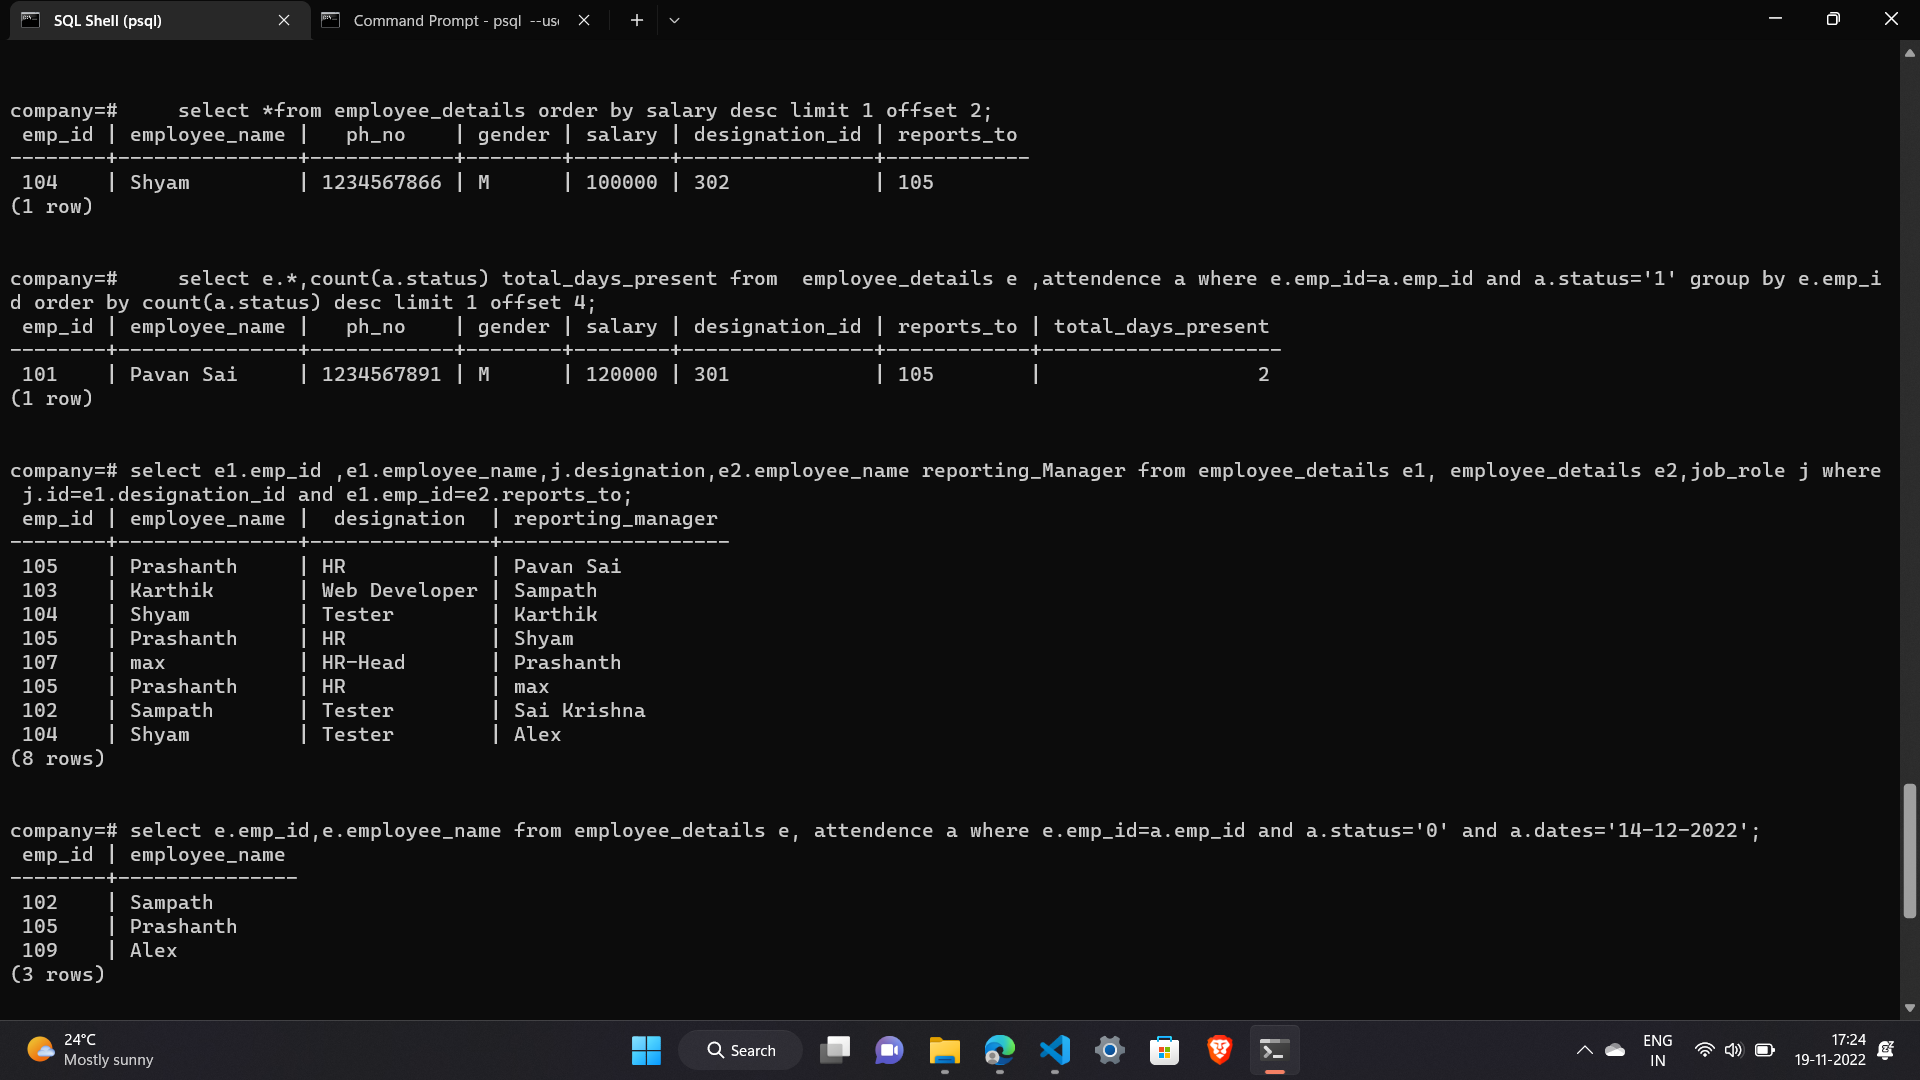 SQL Shell (psql)
Command Prompt - psql --us
company=#     select *from employee_details order by salary desc limit 1 offset 2;
 emp_id | employee_name |   ph_no    | gender | salary | designation_id | reports_to
--------+---------------+------------+--------+--------+----------------+------------
 104    | Shyam         | 1234567866 | M      | 100000 | 302            | 105
(1 row)
company=#     select e.*,count(a.status) total_days_present from  employee_details e ,attendence a where e.emp_id=a.emp_id and a.status='1' group by e.emp_i
d order by count(a.status) desc limit 1 offset 4;
 emp_id | employee_name |   ph_no    | gender | salary | designation_id | reports_to | total_days_present
--------+---------------+------------+--------+--------+----------------+------------+--------------------
 101    | Pavan Sai     | 1234567891 | M      | 120000 | 301            | 105        |                  2
(1 row)
company=# select e1.emp_id ,e1.employee_name,j.designation,e2.employee_name reporting_Manager from employee_details e1, employee_details e2,job_role j where
 j.id=e1.designation_id and e1.emp_id=e2.reports_to;
 emp_id | employee_name |  designation  | reporting_manager
--------+---------------+---------------+-------------------
 105    | Prashanth     | HR            | Pavan Sai
 103    | Karthik       | Web Developer | Sampath
 104    | Shyam         | Tester        | Karthik
 105    | Prashanth     | HR            | Shyam
 107    | max           | HR-Head       | Prashanth
 105    | Prashanth     | HR            | max
 102    | Sampath       | Tester        | Sai Krishna
 104    | Shyam         | Tester        | Alex
(8 rows)
company=# select e.emp_id,e.employee_name from employee_details e, attendence a where e.emp_id=a.emp_id and a.status='0' and a.dates='14-12-2022';
 emp_id | employee_name
--------+---------------
 102    | Sampath
 105    | Prashanth
 109    | Alex
(3 rows)
24°C
Mostly sunny
Search
ENG
IN
17:24
19-11-2022